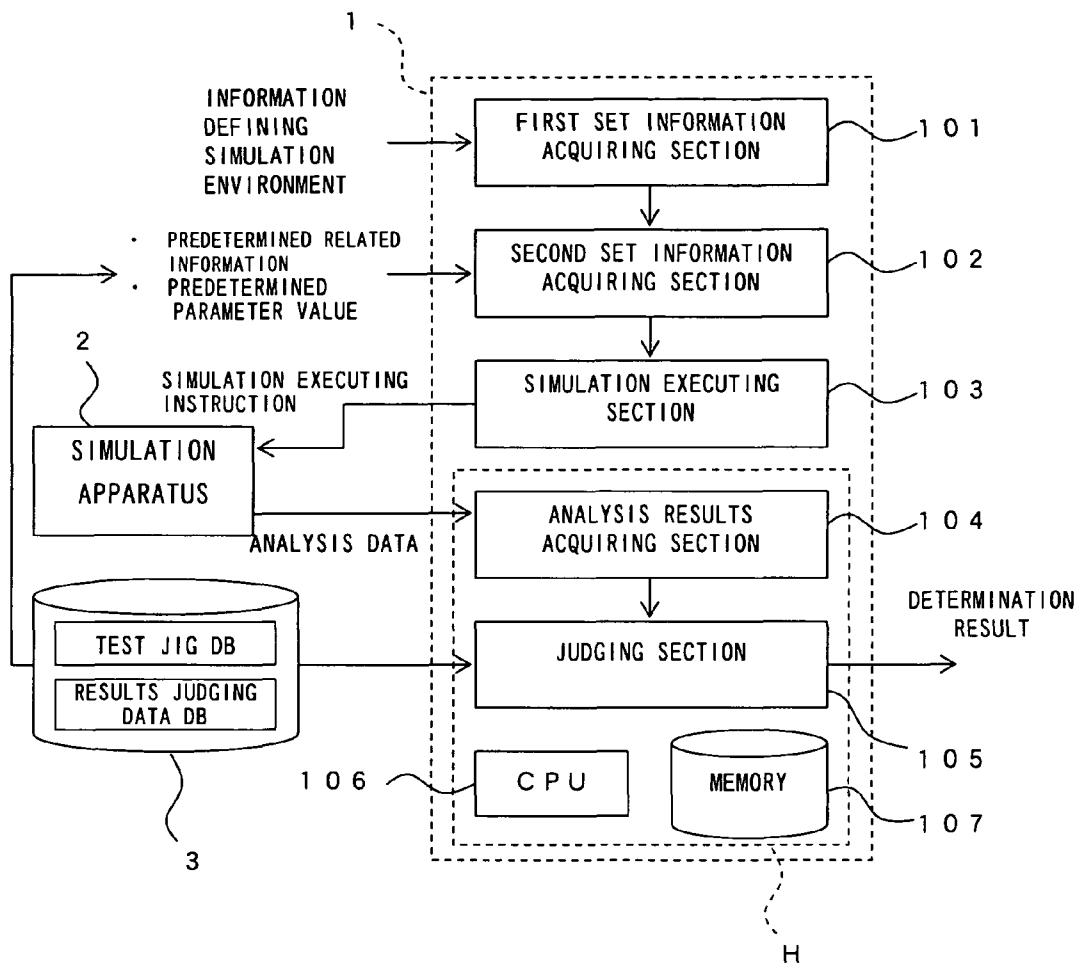 1
INFORMATION
DEFINING
SIMULATION
ENVIRONMENT
FIRST SET INFORMATION
ACQUIRING SECTION
101
· PREDETERMINED RELATED
INFORMATION
· PREDETERMINED
PARAMETER VALUE
SECOND SET INFORMATION
ACQUIRING SECTION
102
2
SIMULATION EXECUTING
INSTRUCTION
SIMULATION EXECUTING
SECTION
103
SIMULATION
APPARATUS
ANALYSIS DATA
ANALYSIS RESULTS
ACQUIRING SECTION
104
DETERMINATION
RESULT
TEST JIG DB
RESULTS JUDGING
DATA DB
JUDGING SECTION
105
106
CPU
MEMORY
107
3
H